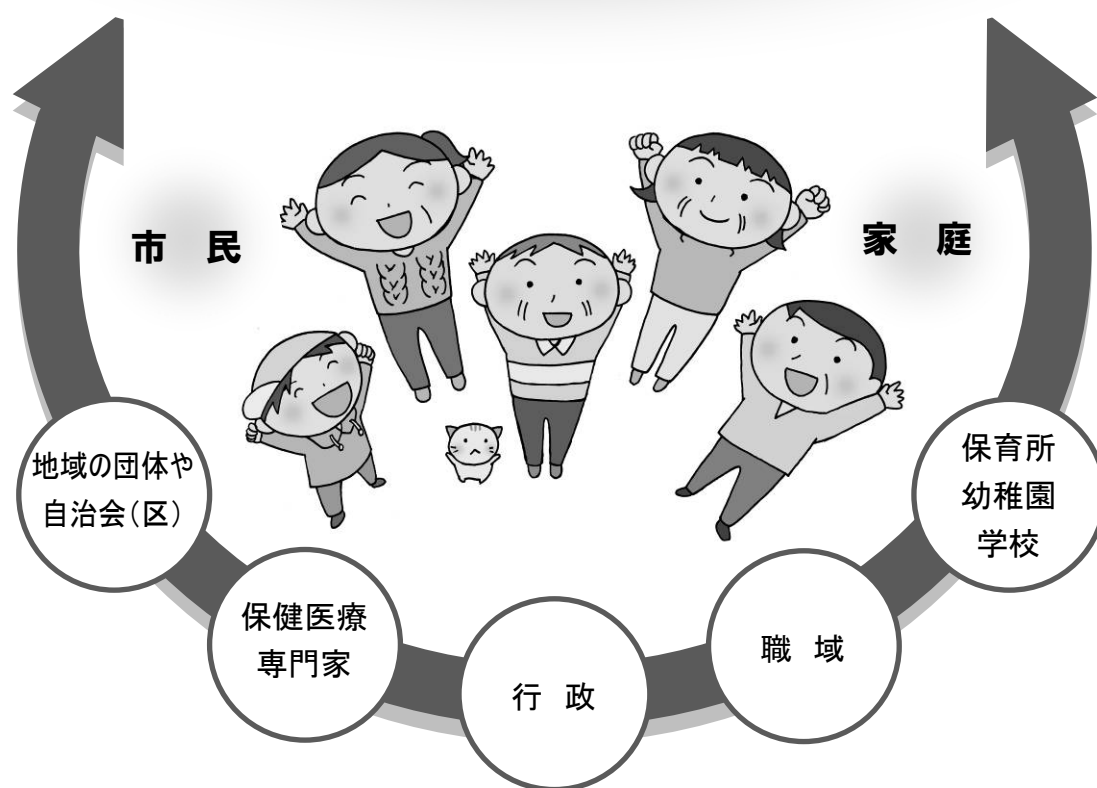 市 民
家 庭
地域の団体や
自治会(区)
保健医療
専門家
行 政
職 域
保育所
幼稚園
学校